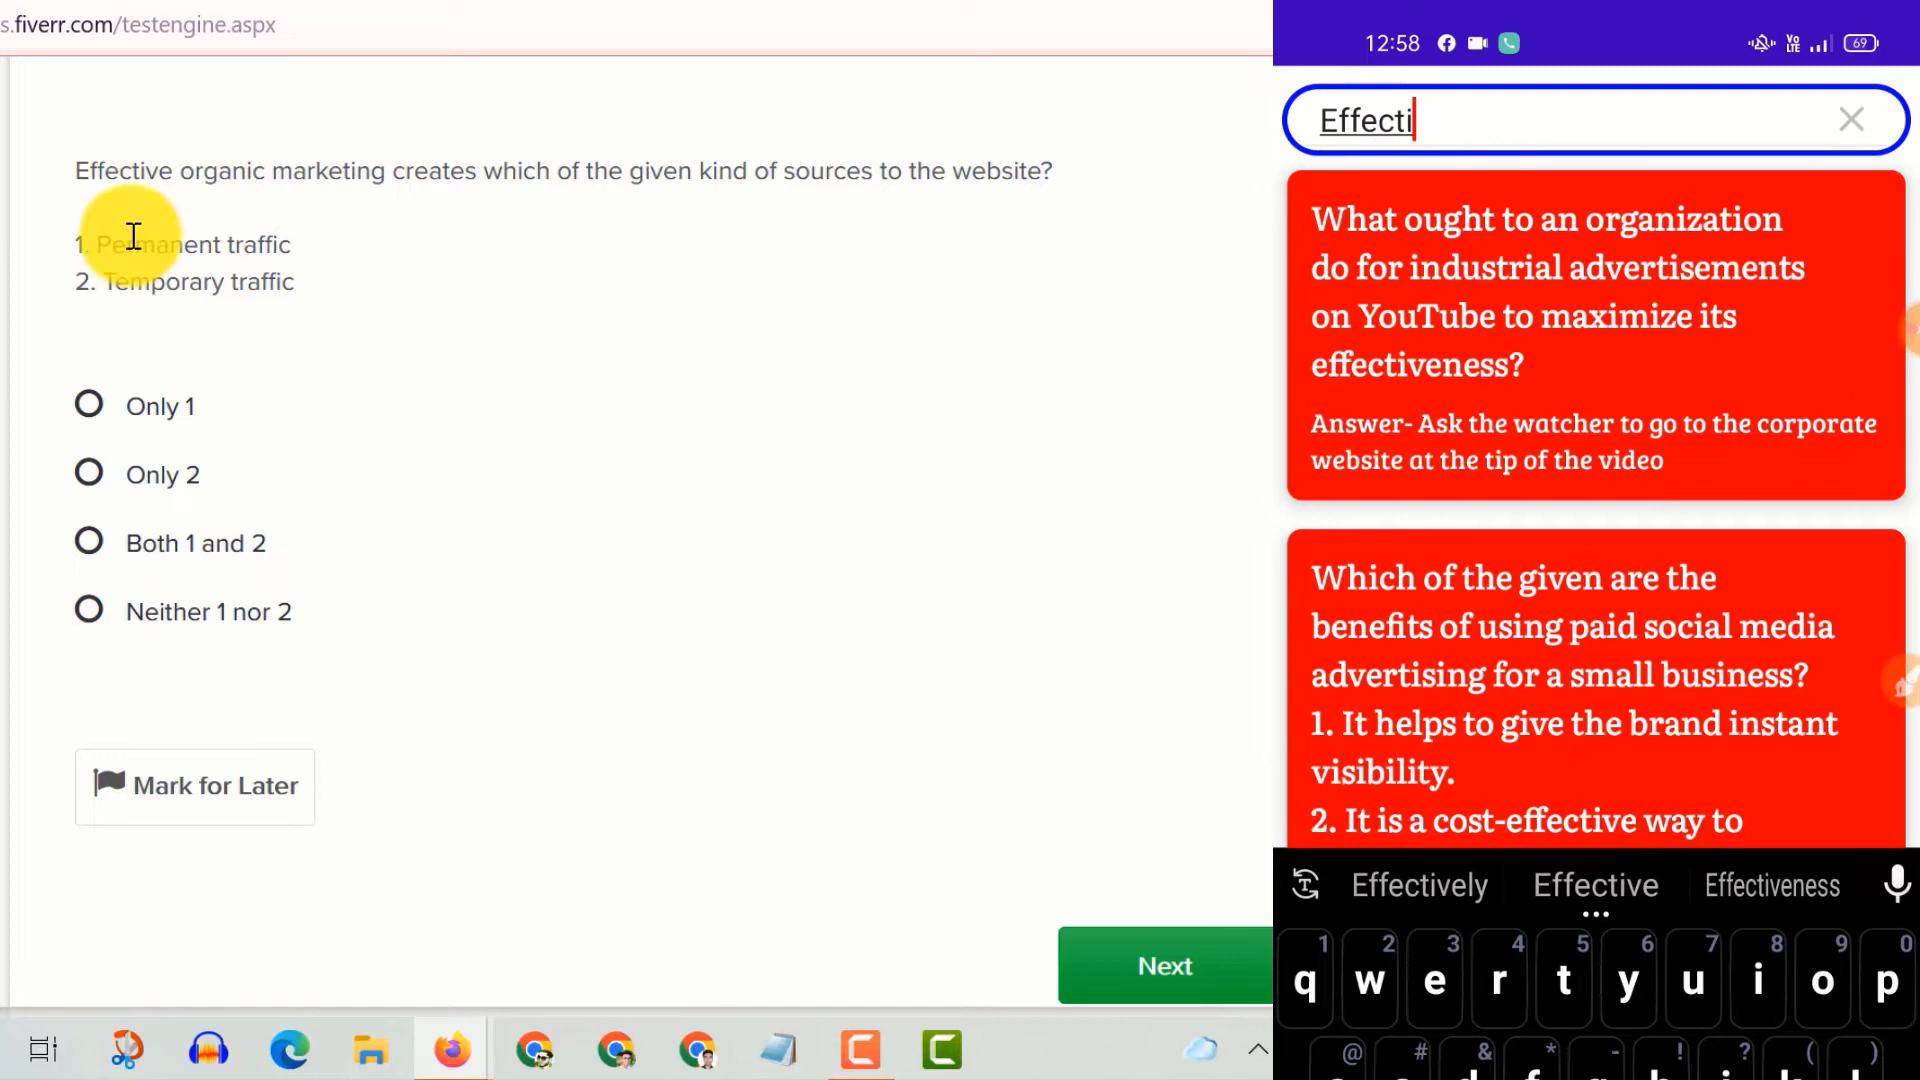 s.fiverr.com/testengine.aspx
Effective organic marketing creates which of the given kind of sources to the website?
1. Permanent traffic
2. Temporary traffic
Only 1
Only 2
Both 1 and 2
Neither 1 nor 2
Mark for Later
Next
12:58
Vo
LTE
69
Effecti
What ought to an organization
do for industrial advertisements
on YouTube to maximize its
effectiveness?
Answer- Ask the watcher to go to the corporate
website at the tip of the video
Which of the given are the
benefits of using paid social media
advertising for a small business?
1. It helps to give the brand instant
visibility.
2. It is a cost-effective way to
Effectively Effective Effectiveness
1 2 3 4 5 6 7 8 9 0
q w e r t y u i o p
@ # & * - ! ? ( )